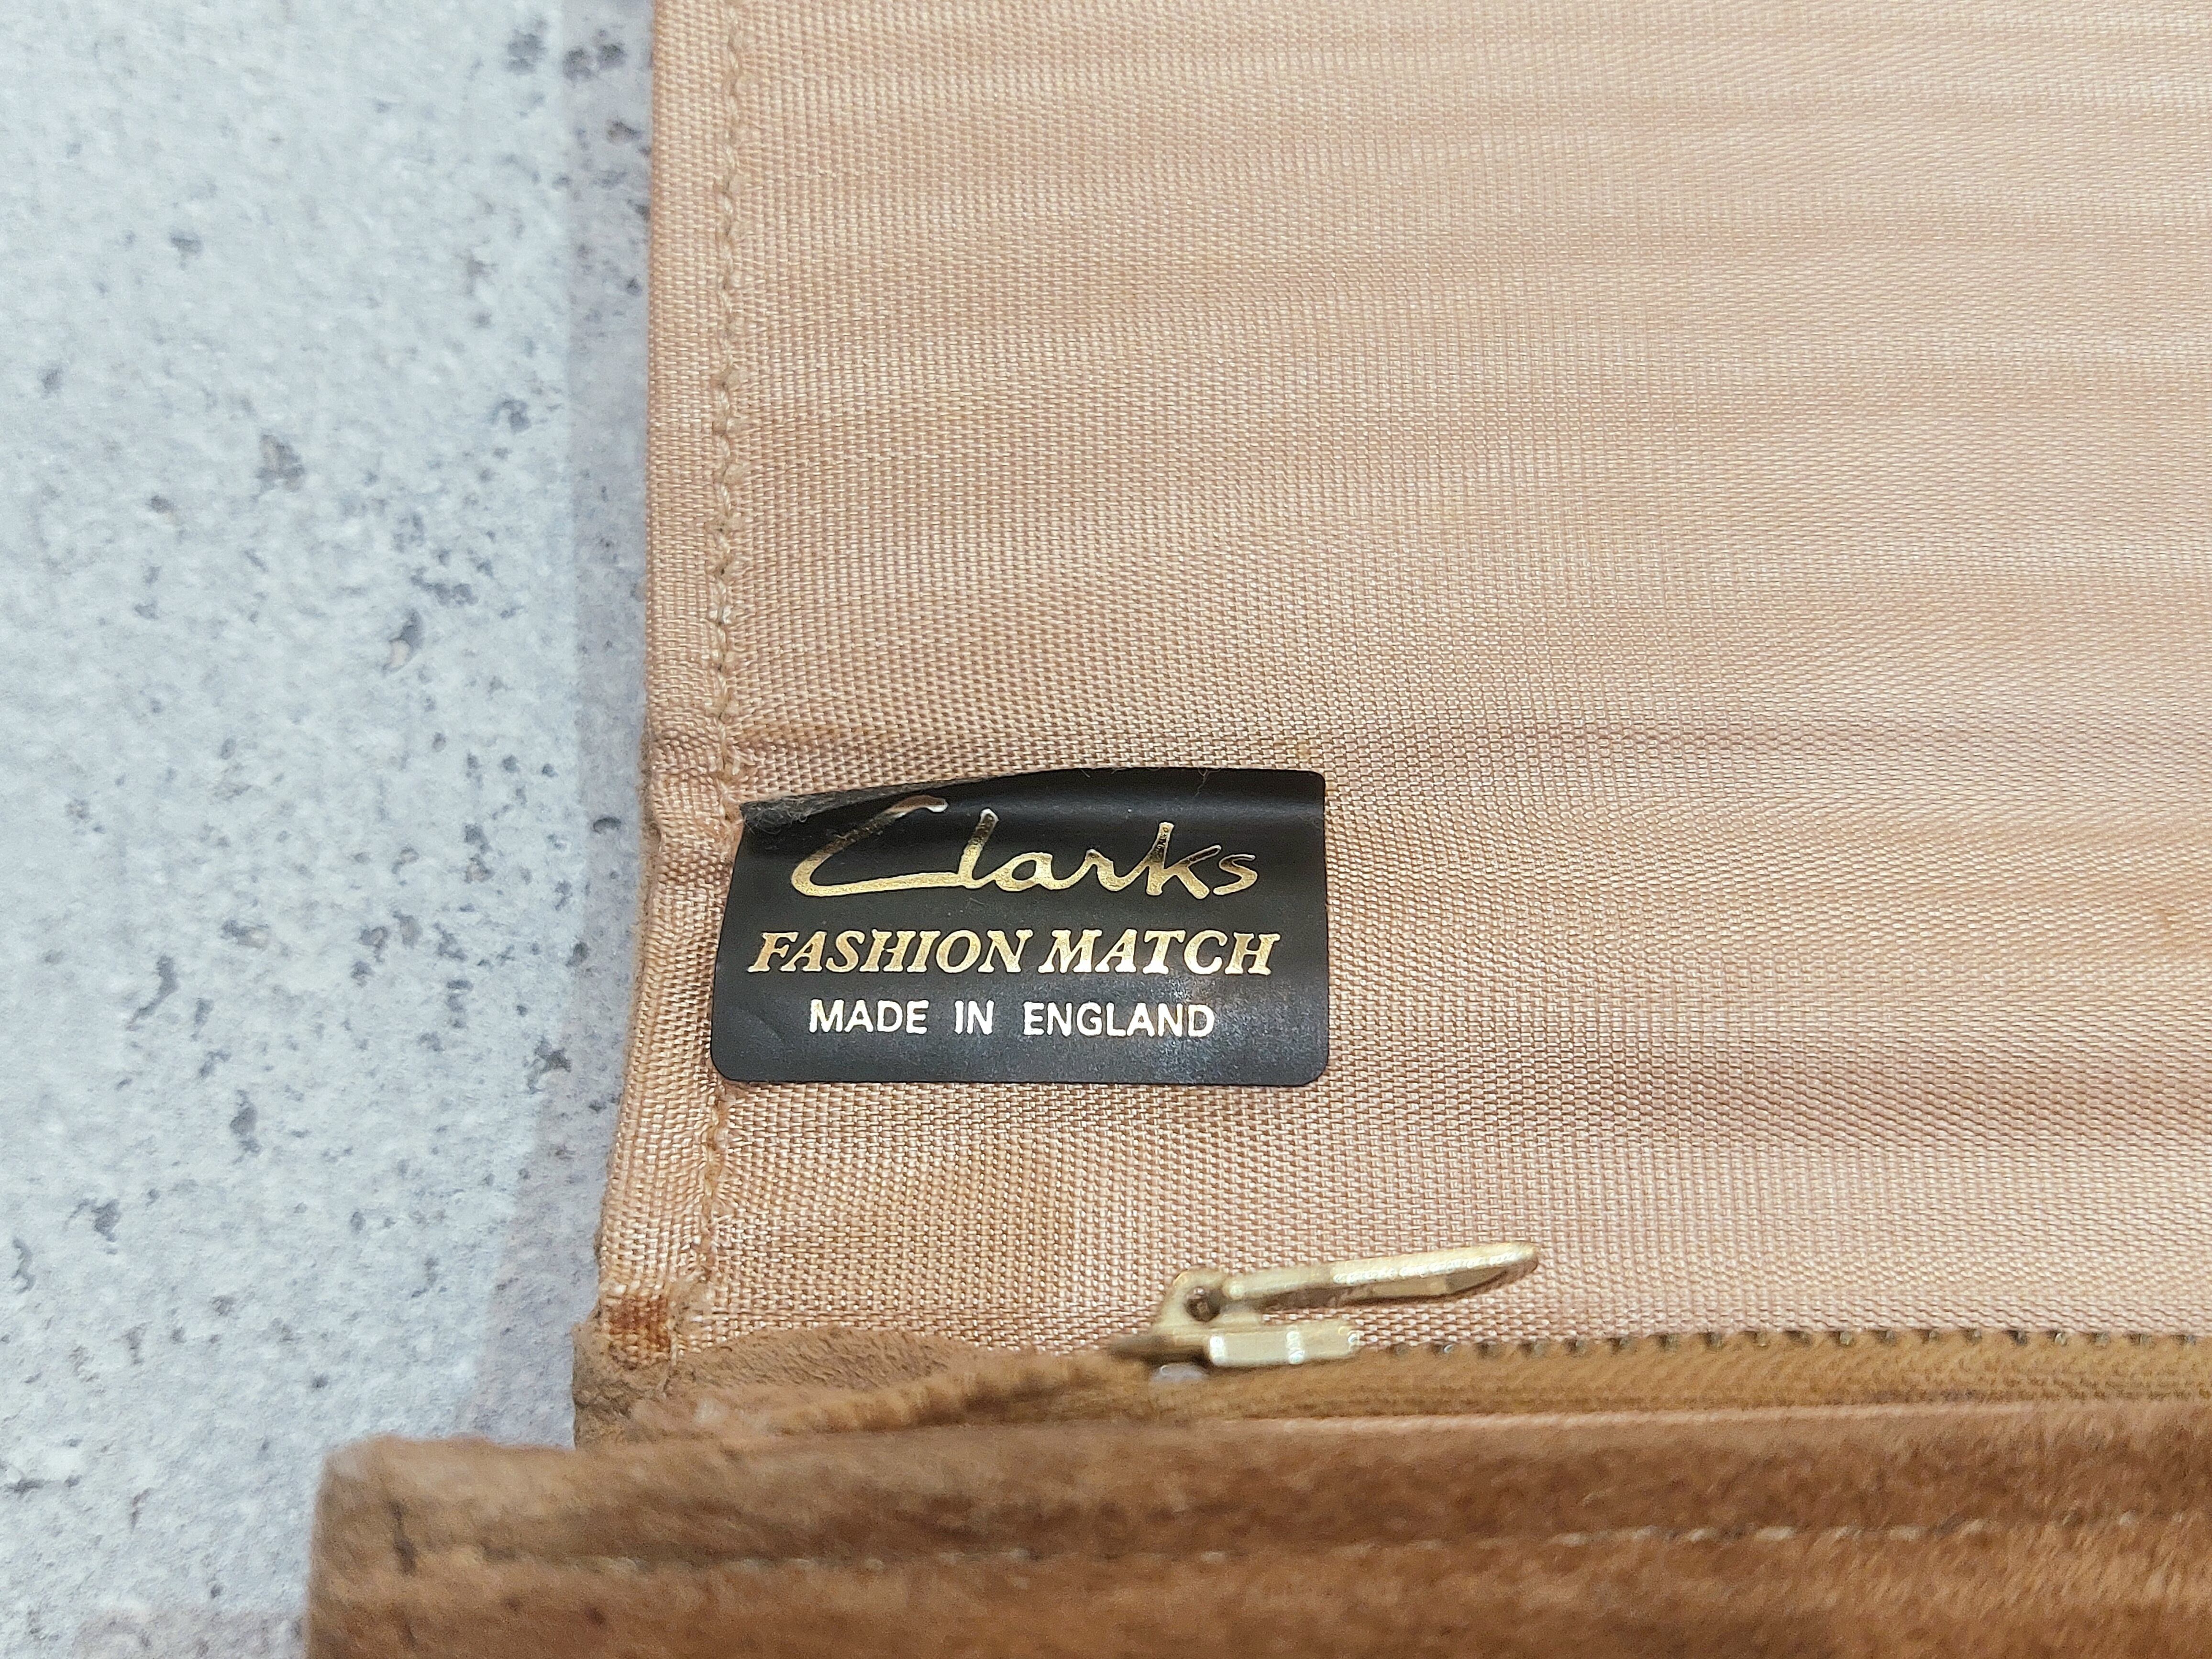 Clarks
FASHION MATCH
MADE IN ENGLAND